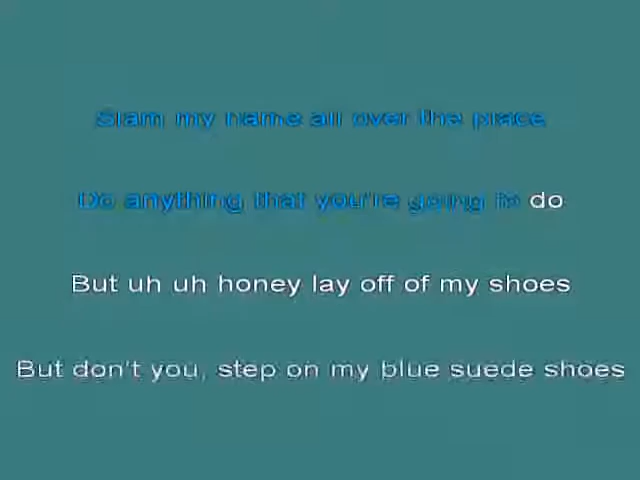 Slam my name all over the place
Do anything that you're going to do
But uh uh honey lay off of my shoes
But don't you, step on my blue suede shoes